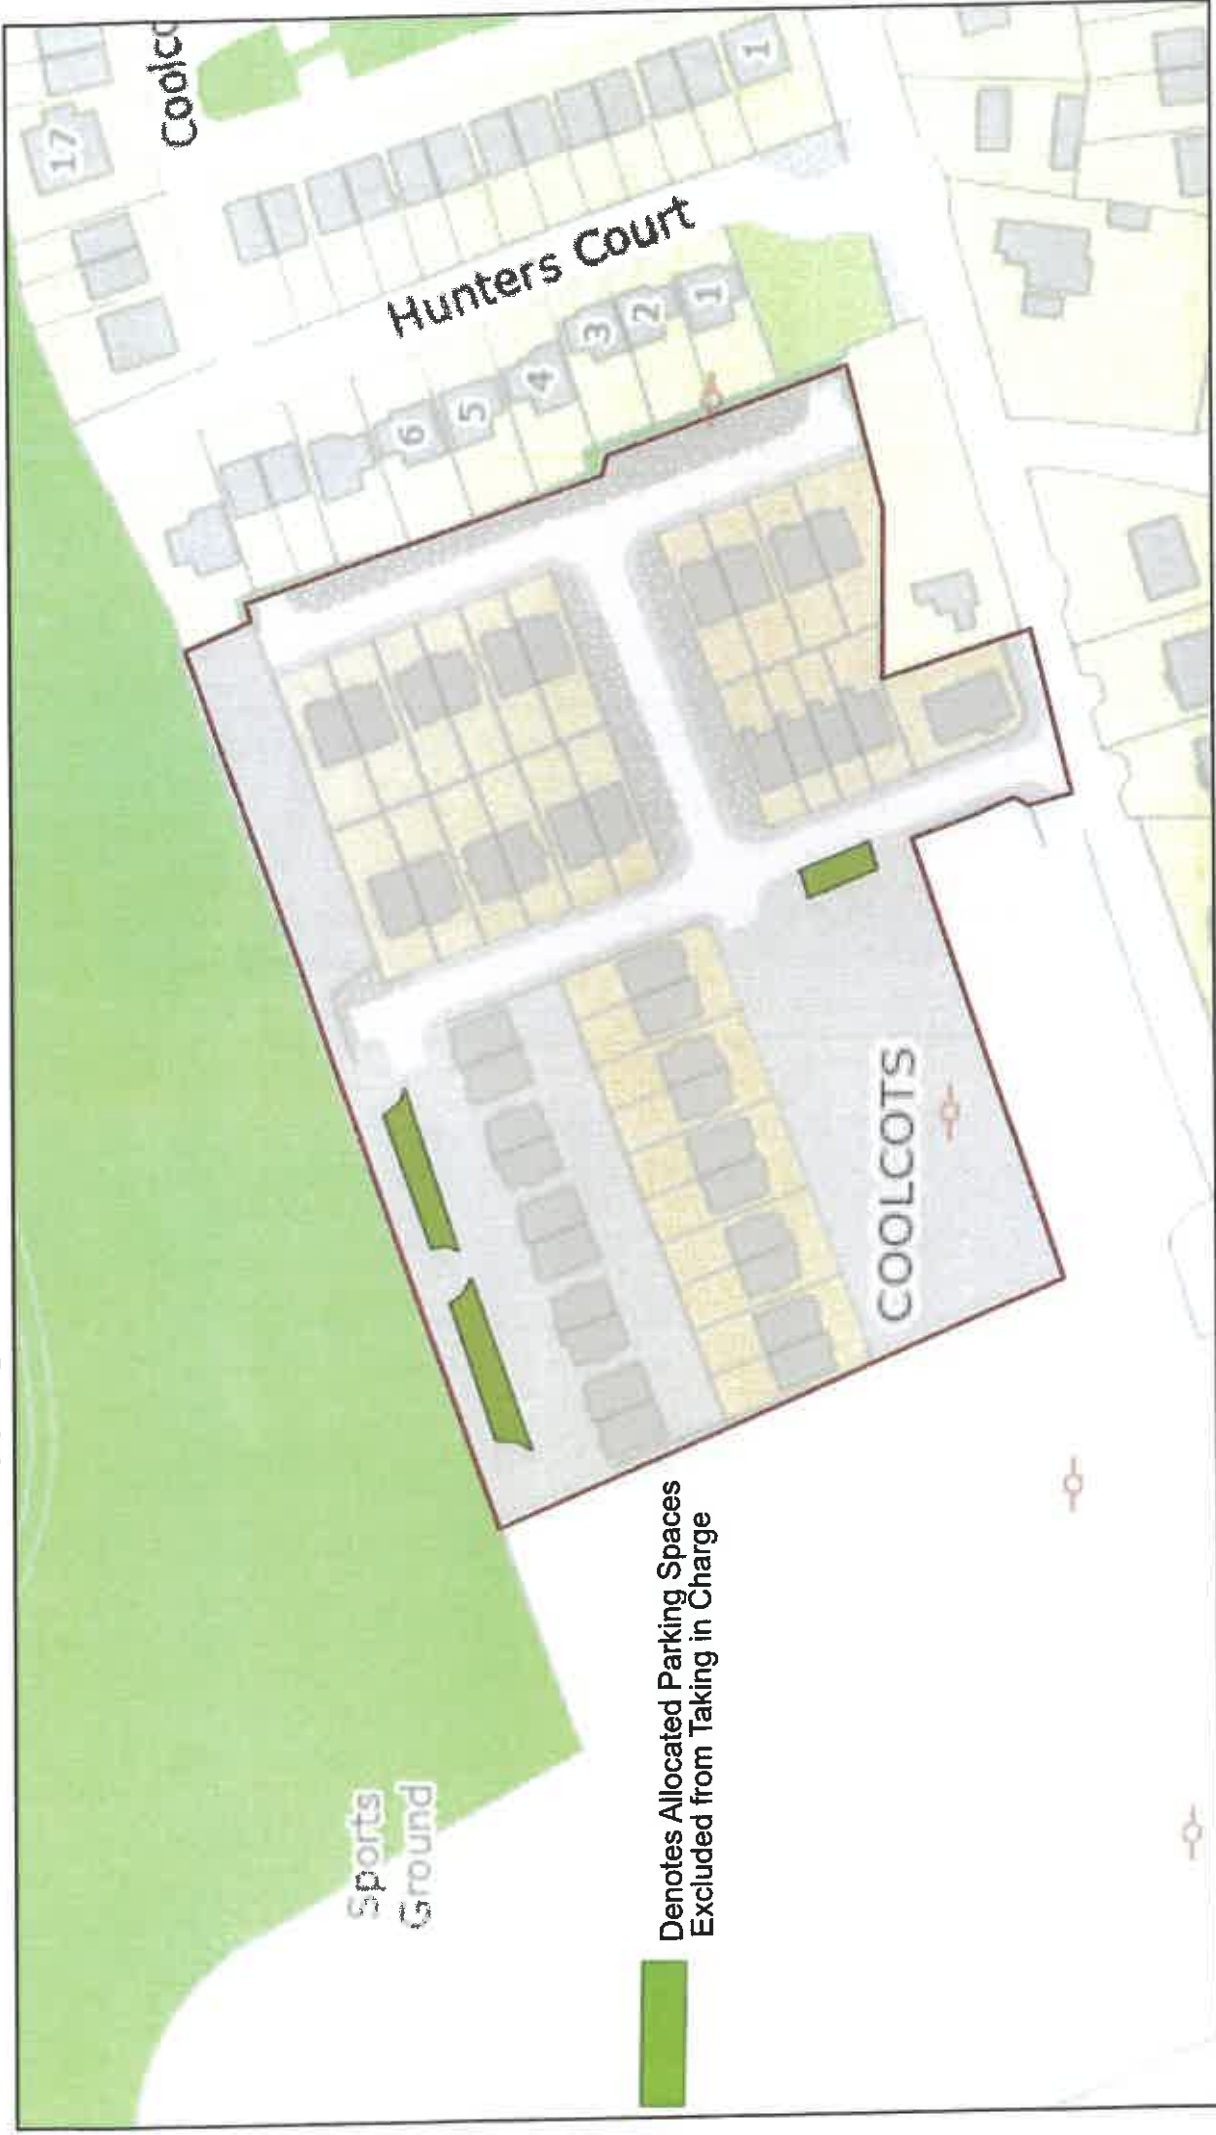 Sports
Ground
Denotes Allocated Parking Spaces
Excluded from Taking in Charge
COOLCOTS
Hunters Court
6
5
4
3
2
1
17
Coolco
1